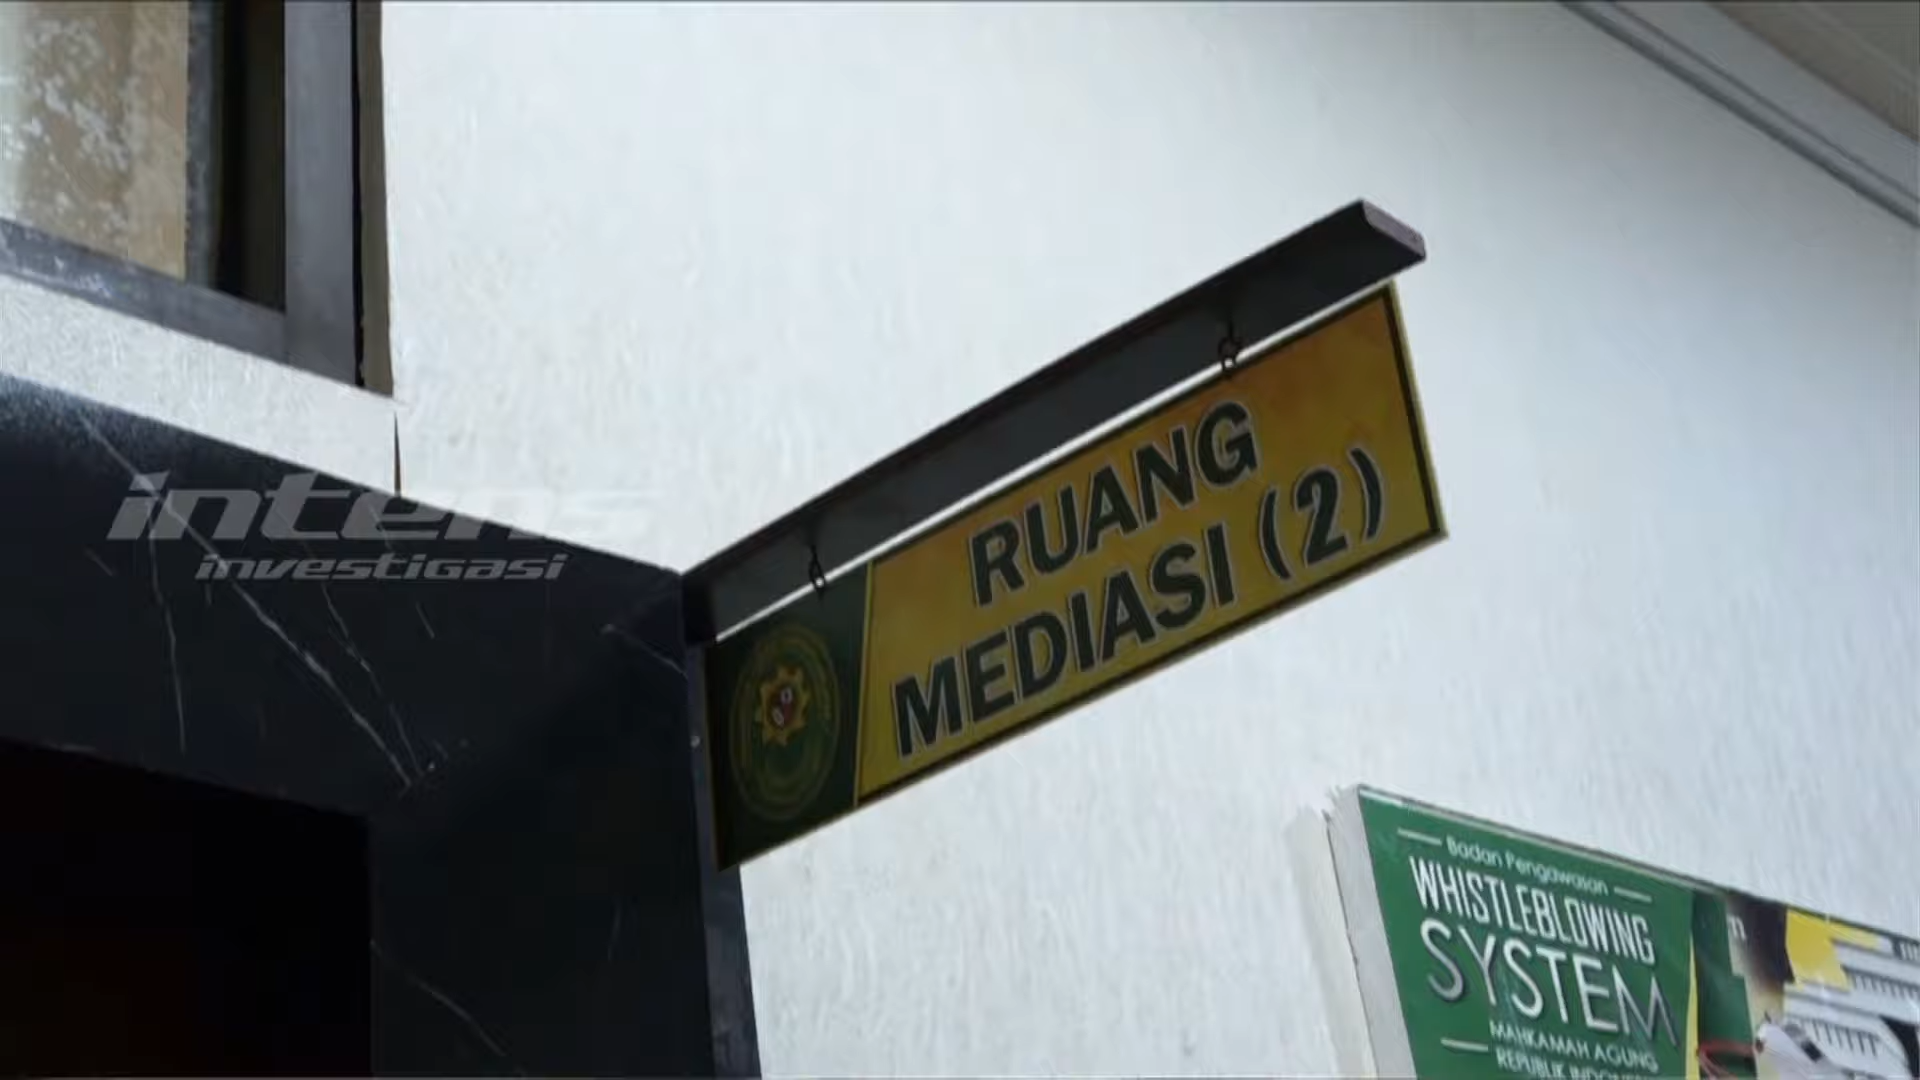 intens
investigasi
RUANG
MEDIASI (2)
Badan Pengawasan
WHISTLEBLOWING
SYSTEM
MAHKAMAH AGUNG
REPUBLIK